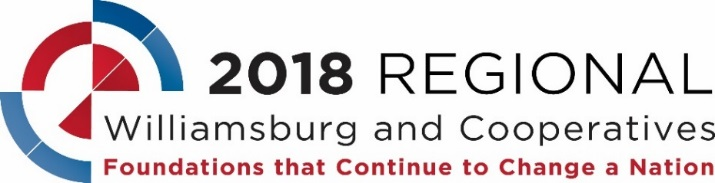 2018 REGIONAL
Williamsburg and Cooperatives
Foundations that Continue to Change a Nation